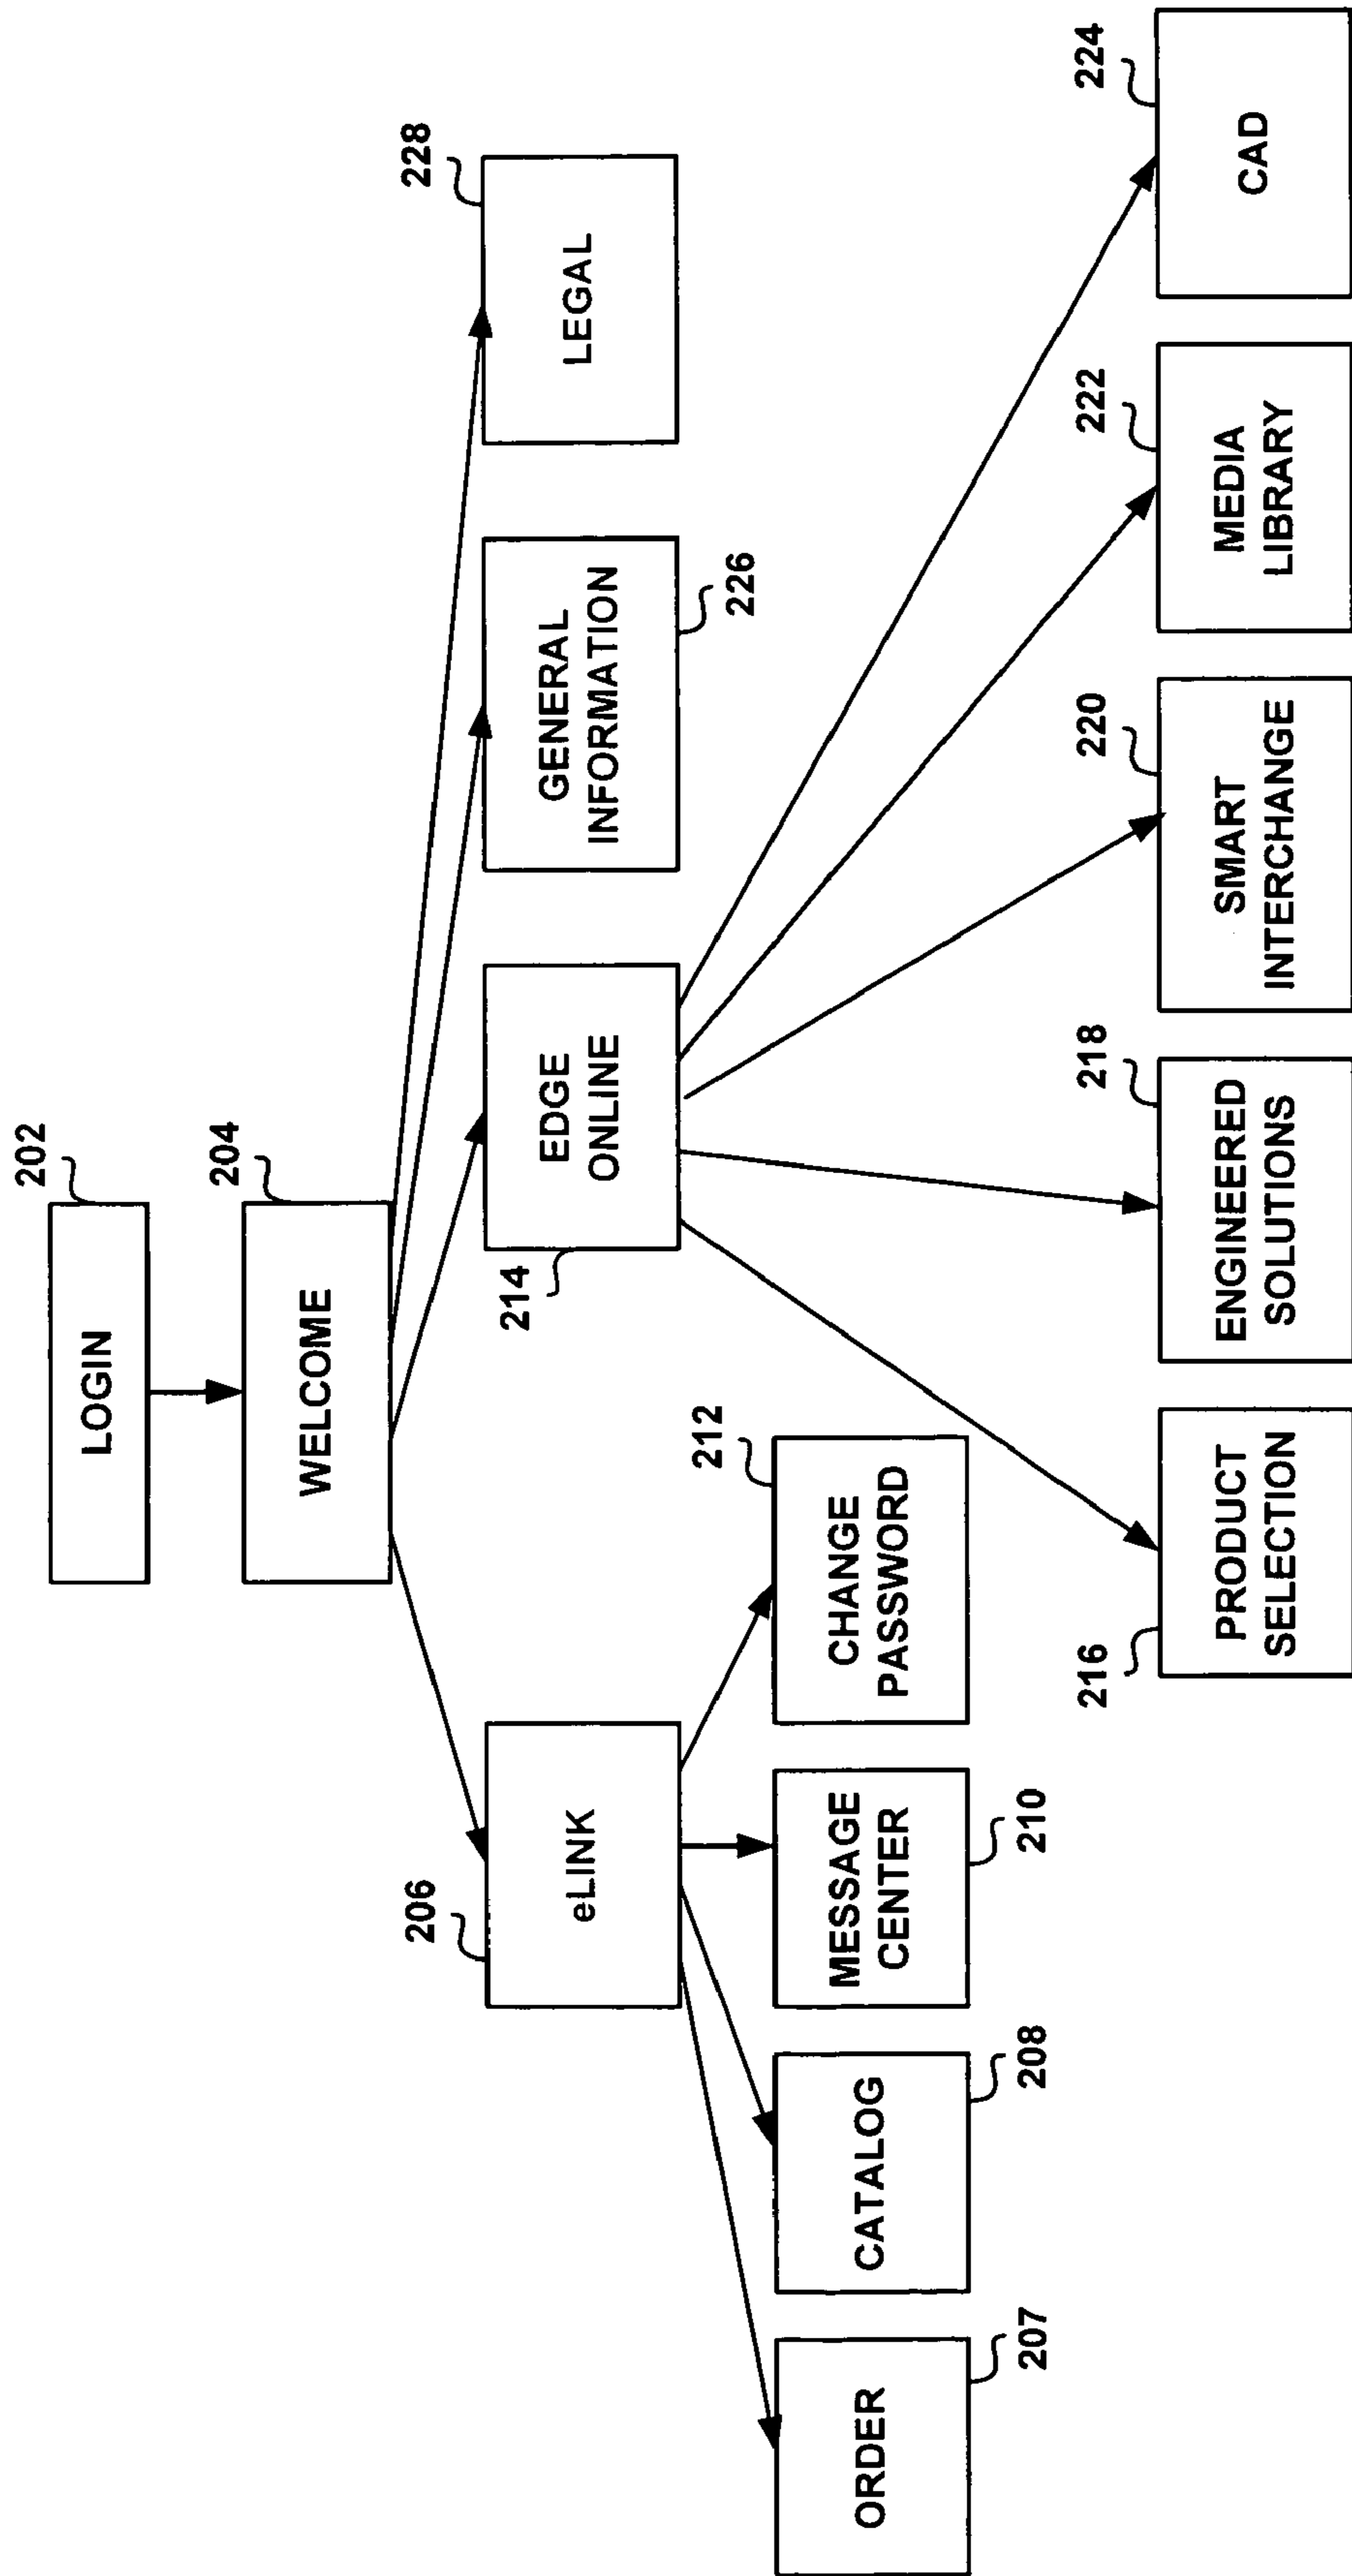 202
LOGIN
204
WELCOME
206
eLINK
214
EDGE
ONLINE
GENERAL
INFORMATION
226
228
LEGAL
ORDER
207
CATALOG
208
MESSAGE
CENTER
210
212
CHANGE
PASSWORD
216
PRODUCT
SELECTION
218
ENGINEERED
SOLUTIONS
220
SMART
INTERCHANGE
222
MEDIA
LIBRARY
224
CAD